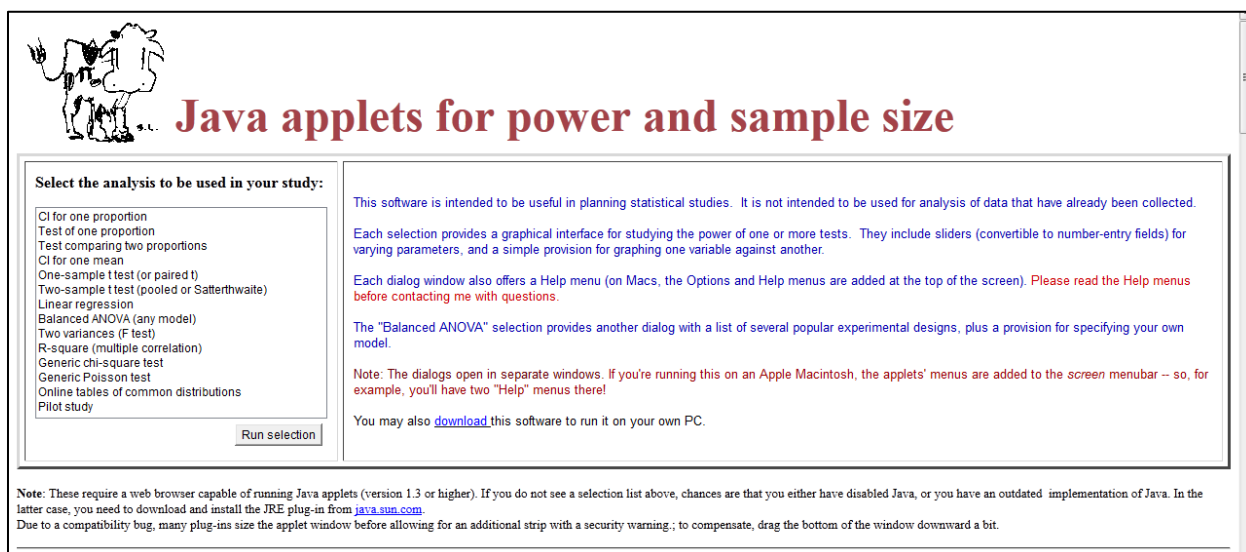 S.L.
Java applets for power and sample size
Select the analysis to be used in your study:
CI for one proportion
Test of one proportion
Test comparing two proportions
CI for one mean
One-sample t test (or paired t)
Two-sample t test (pooled or Satterthwaite)
Linear regression
Balanced ANOVA (any model)
Two variances (F test)
R-square (multiple correlation)
Generic chi-square test
Generic Poisson test
Online tables of common distributions
Pilot study
Run selection
This software is intended to be useful in planning statistical studies. It is not intended to be used for analysis of data that have already been collected.
Each selection provides a graphical interface for studying the power of one or more tests. They include sliders (convertible to number-entry fields) for
varying parameters, and a simple provision for graphing one variable against another.
Each dialog window also offers a Help menu (on Macs, the Options and Help menus are added at the top of the screen). Please read the Help menus
before contacting me with questions.
The "Balanced ANOVA" selection provides another dialog with a list of several popular experimental designs, plus a provision for specifying your own
model.
Note: The dialogs open in separate windows. If you're running this on an Apple Macintosh, the applets' menus are added to the screen menubar -- so, for
example, you'll have two "Help" menus there!
You may also download this software to run it on your own PC.
Note: These require a web browser capable of running Java applets (version 1.3 or higher). If you do not see a selection list above, chances are that you either have disabled Java, or you have an outdated implementation of Java. In the
latter case, you need to download and install the JRE plug-in from java.sun.com.
Due to a compatibility bug, many plug-ins size the applet window before allowing for an additional strip with a security warning.; to compensate, drag the bottom of the window downward a bit.